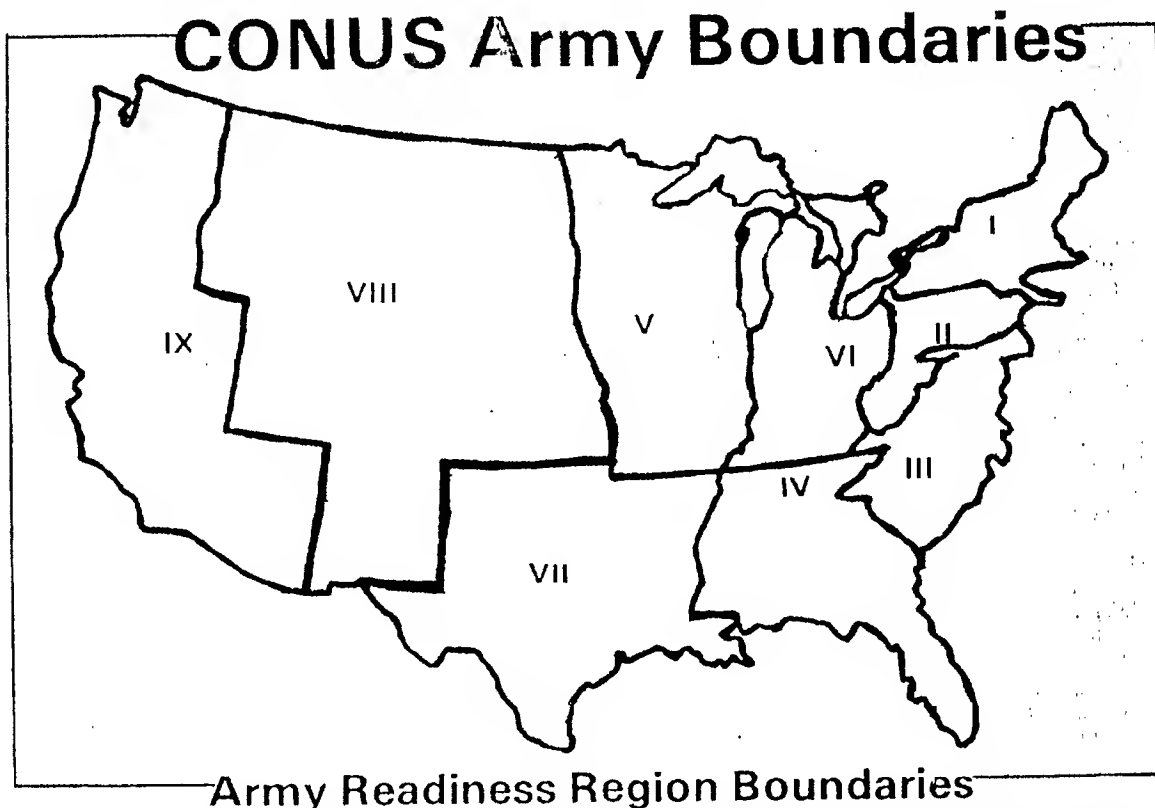 CONUS Army Boundaries
I
VIII
V
IX
VI
II
III
IV
VII
Army Readiness Region Boundaries